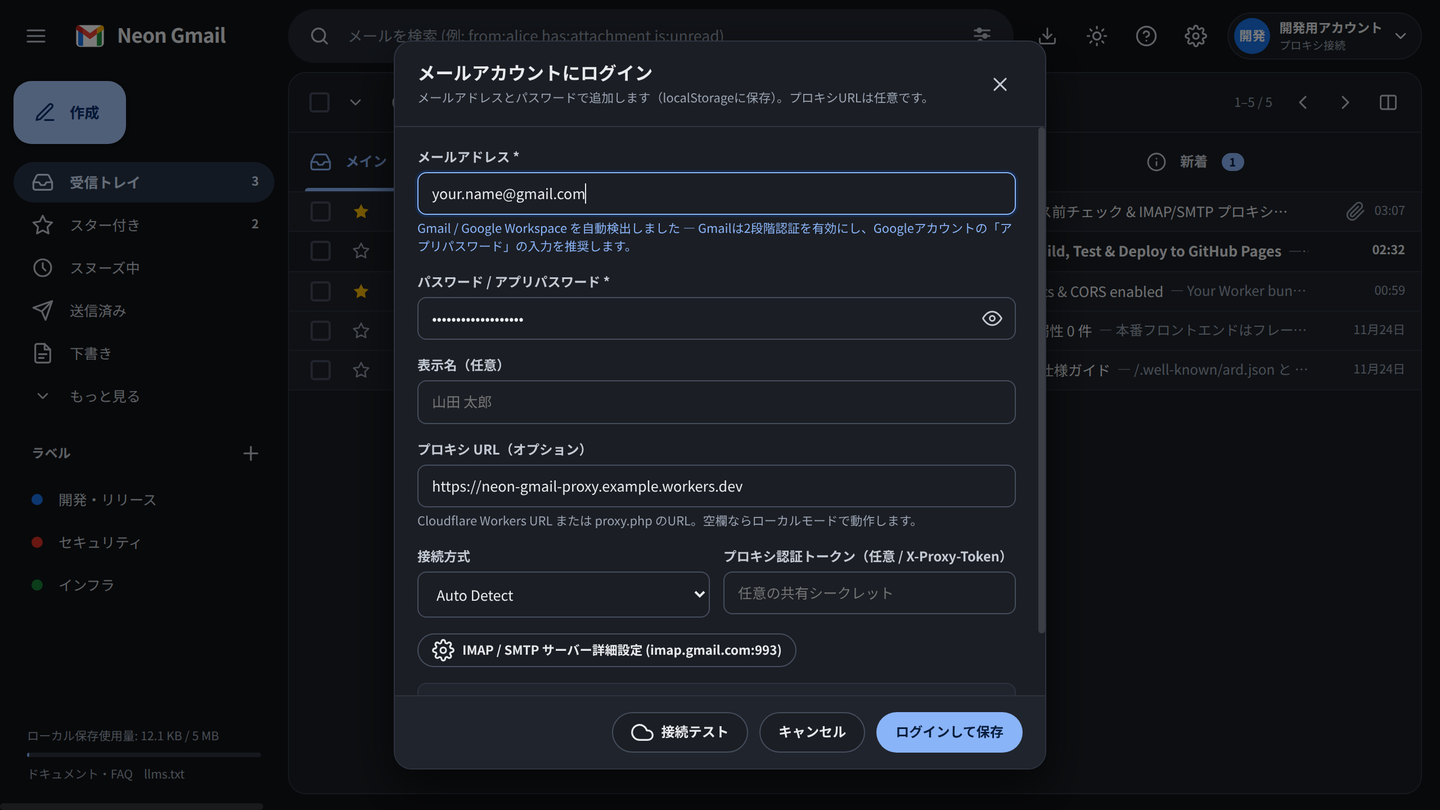 Neon Gmail
メールを検索 (例: from:alice has:attachment is:unread)
開発
開発用アカウント
プロキシ接続
作成
受信トレイ 3
スター付き 2
スヌーズ中
送信済み
下書き
もっと見る
ラベル
開発・リリース
セキュリティ
インフラ
ローカル保存使用量: 12.1 KB / 5 MB
ドキュメント・FAQ llms.txt
1–5 / 5
メイン
新着 1
前チェック & IMAP/SMTP プロキシ… 03:07
ild, Test & Deploy to GitHub Pages —… 02:32
& CORS enabled — Your Worker bun… 00:59
性 0 件 — 本番フロントエンドはフレー… 11月24日
様ガイド — /.well-known/ard.json と … 11月24日
メールアカウントにログイン
メールアドレスとパスワードで追加します（localStorageに保存）。プロキシURLは任意です。
メールアドレス *
your.name@gmail.com
Gmail / Google Workspace を自動検出しました — Gmailは2段階認証を有効にし、Googleアカウントの「ア
プリパスワード」の入力を推奨します。
パスワード / アプリパスワード *
•••••••••••••••••••
表示名（任意）
山田 太郎
プロキシ URL（オプション）
https://neon-gmail-proxy.example.workers.dev
Cloudflare Workers URL または proxy.php のURL。空欄ならローカルモードで動作します。
接続方式
Auto Detect
プロキシ認証トークン（任意 / X-Proxy-Token）
任意の共有シークレット
IMAP / SMTP サーバー詳細設定 (imap.gmail.com:993)
接続テスト
キャンセル
ログインして保存